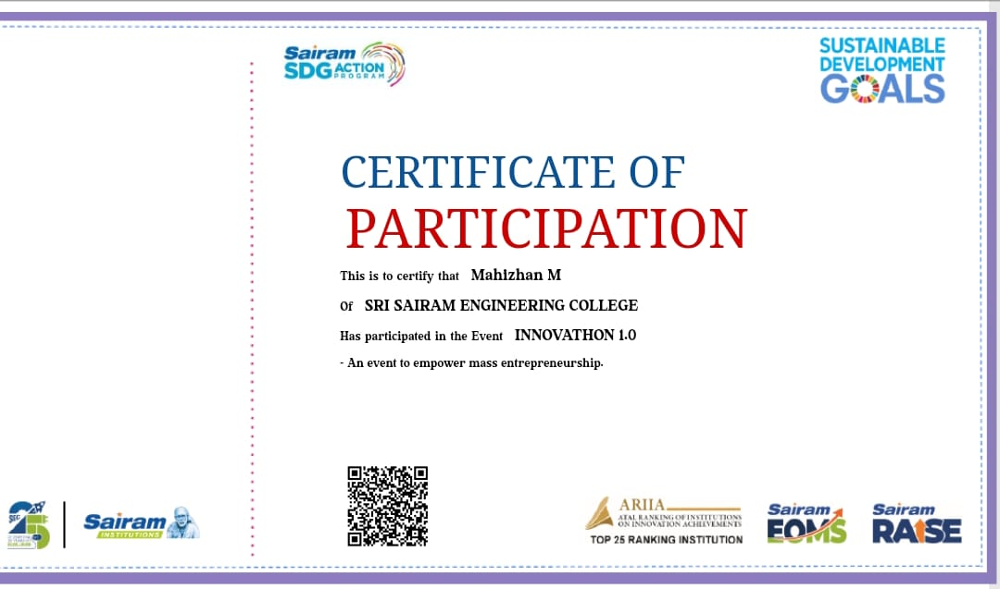 Sairam
SDG ACTION
PROGRAM
SUSTAINABLE
DEVELOPMENT
GOALS
CERTIFICATE OF
PARTICIPATION
This is to certify that Mahizhan M
Of SRI SAIRAM ENGINEERING COLLEGE
Has participated in the Event INNOVATHON 1.0
- An event to empower mass entrepreneurship.
SEC
25
Sairam
INSTITUTIONS
ARIIA
ATAL RANKING OF INSTITUTIONS
ON INNOVATION ACHIEVEMENTS
TOP 25 RANKING INSTITUTION
Sairam
EOMS
Sairam
RAISE